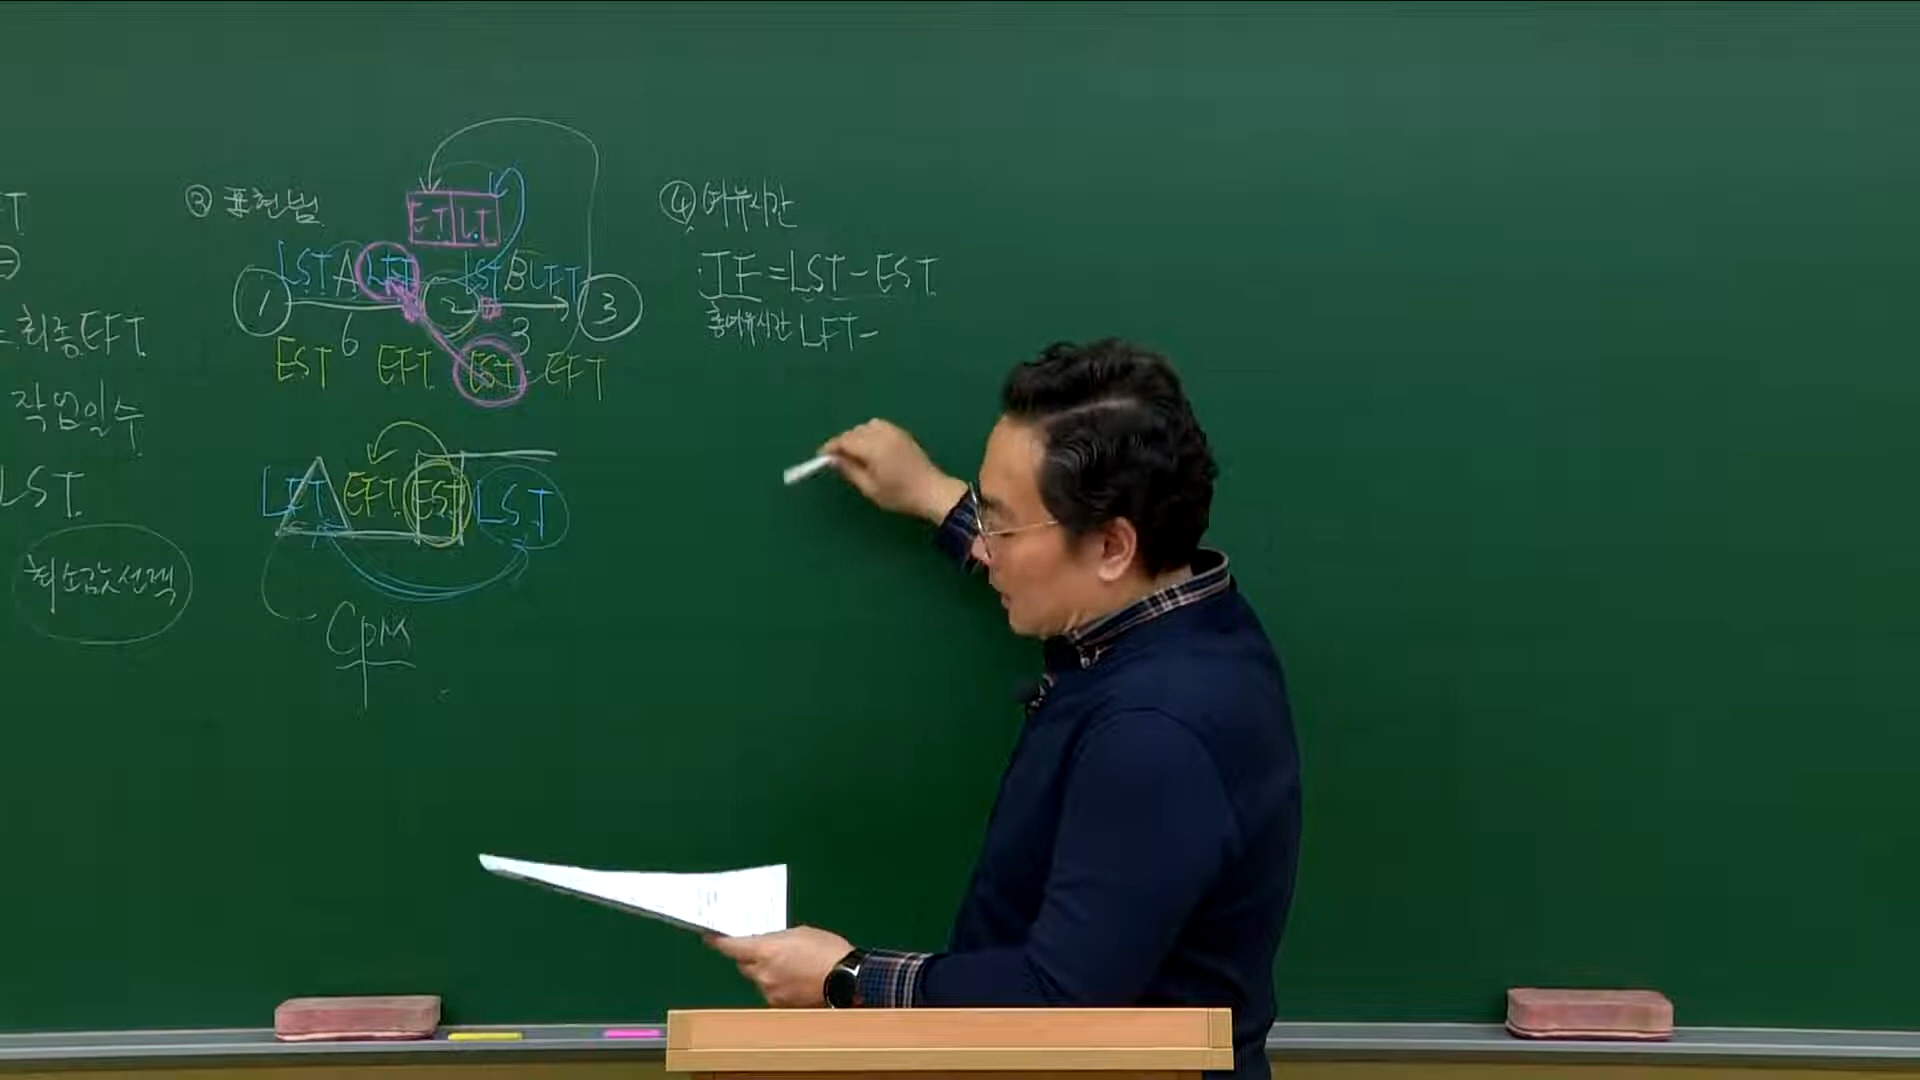 FT
최종EFT
작업일수
LST
최소값선택
③ 표현법
ET LT
LST A LFT LST B LFT
1 2 3
6 3
EST EFT EST EFT
LFT EFT EST LST
CPM
④ 여유시간
TF=LST-EST
총여유시간 LFT-